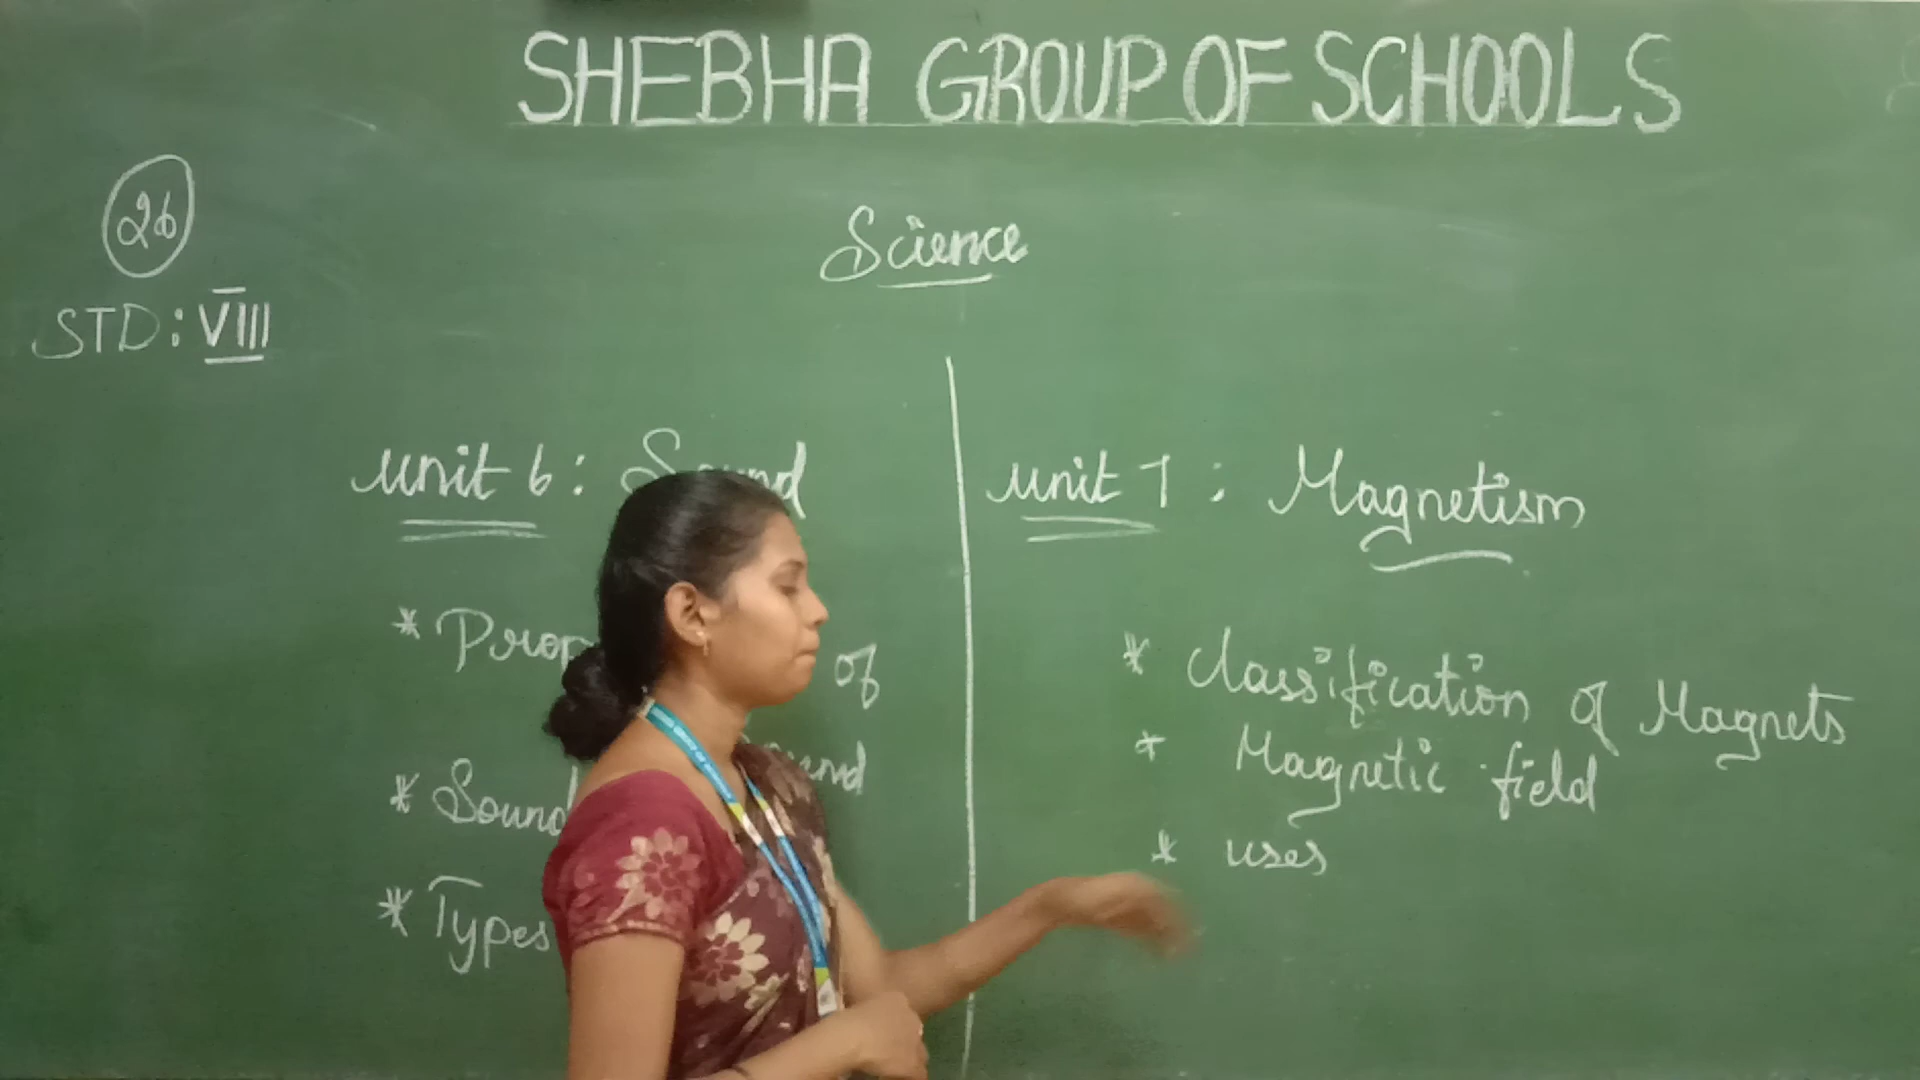 SHEBHA GROUP OF SCHOOLS
26
Science
STD: VIII
Unit 6: Sound
* of
* Sound
* Types
Unit 7: Magnetism
* Classification of Magnets
* Magnetic field
* uses